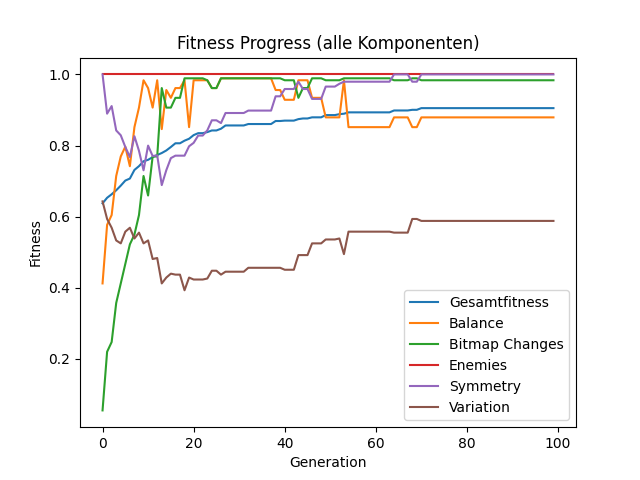 Fitness Progress (alle Komponenten)
1.0
0.8
0.6
0.4
0.2
Fitness
0 20 40 60 80 100
Generation
Gesamtfitness
Balance
Bitmap Changes
Enemies
Symmetry
Variation